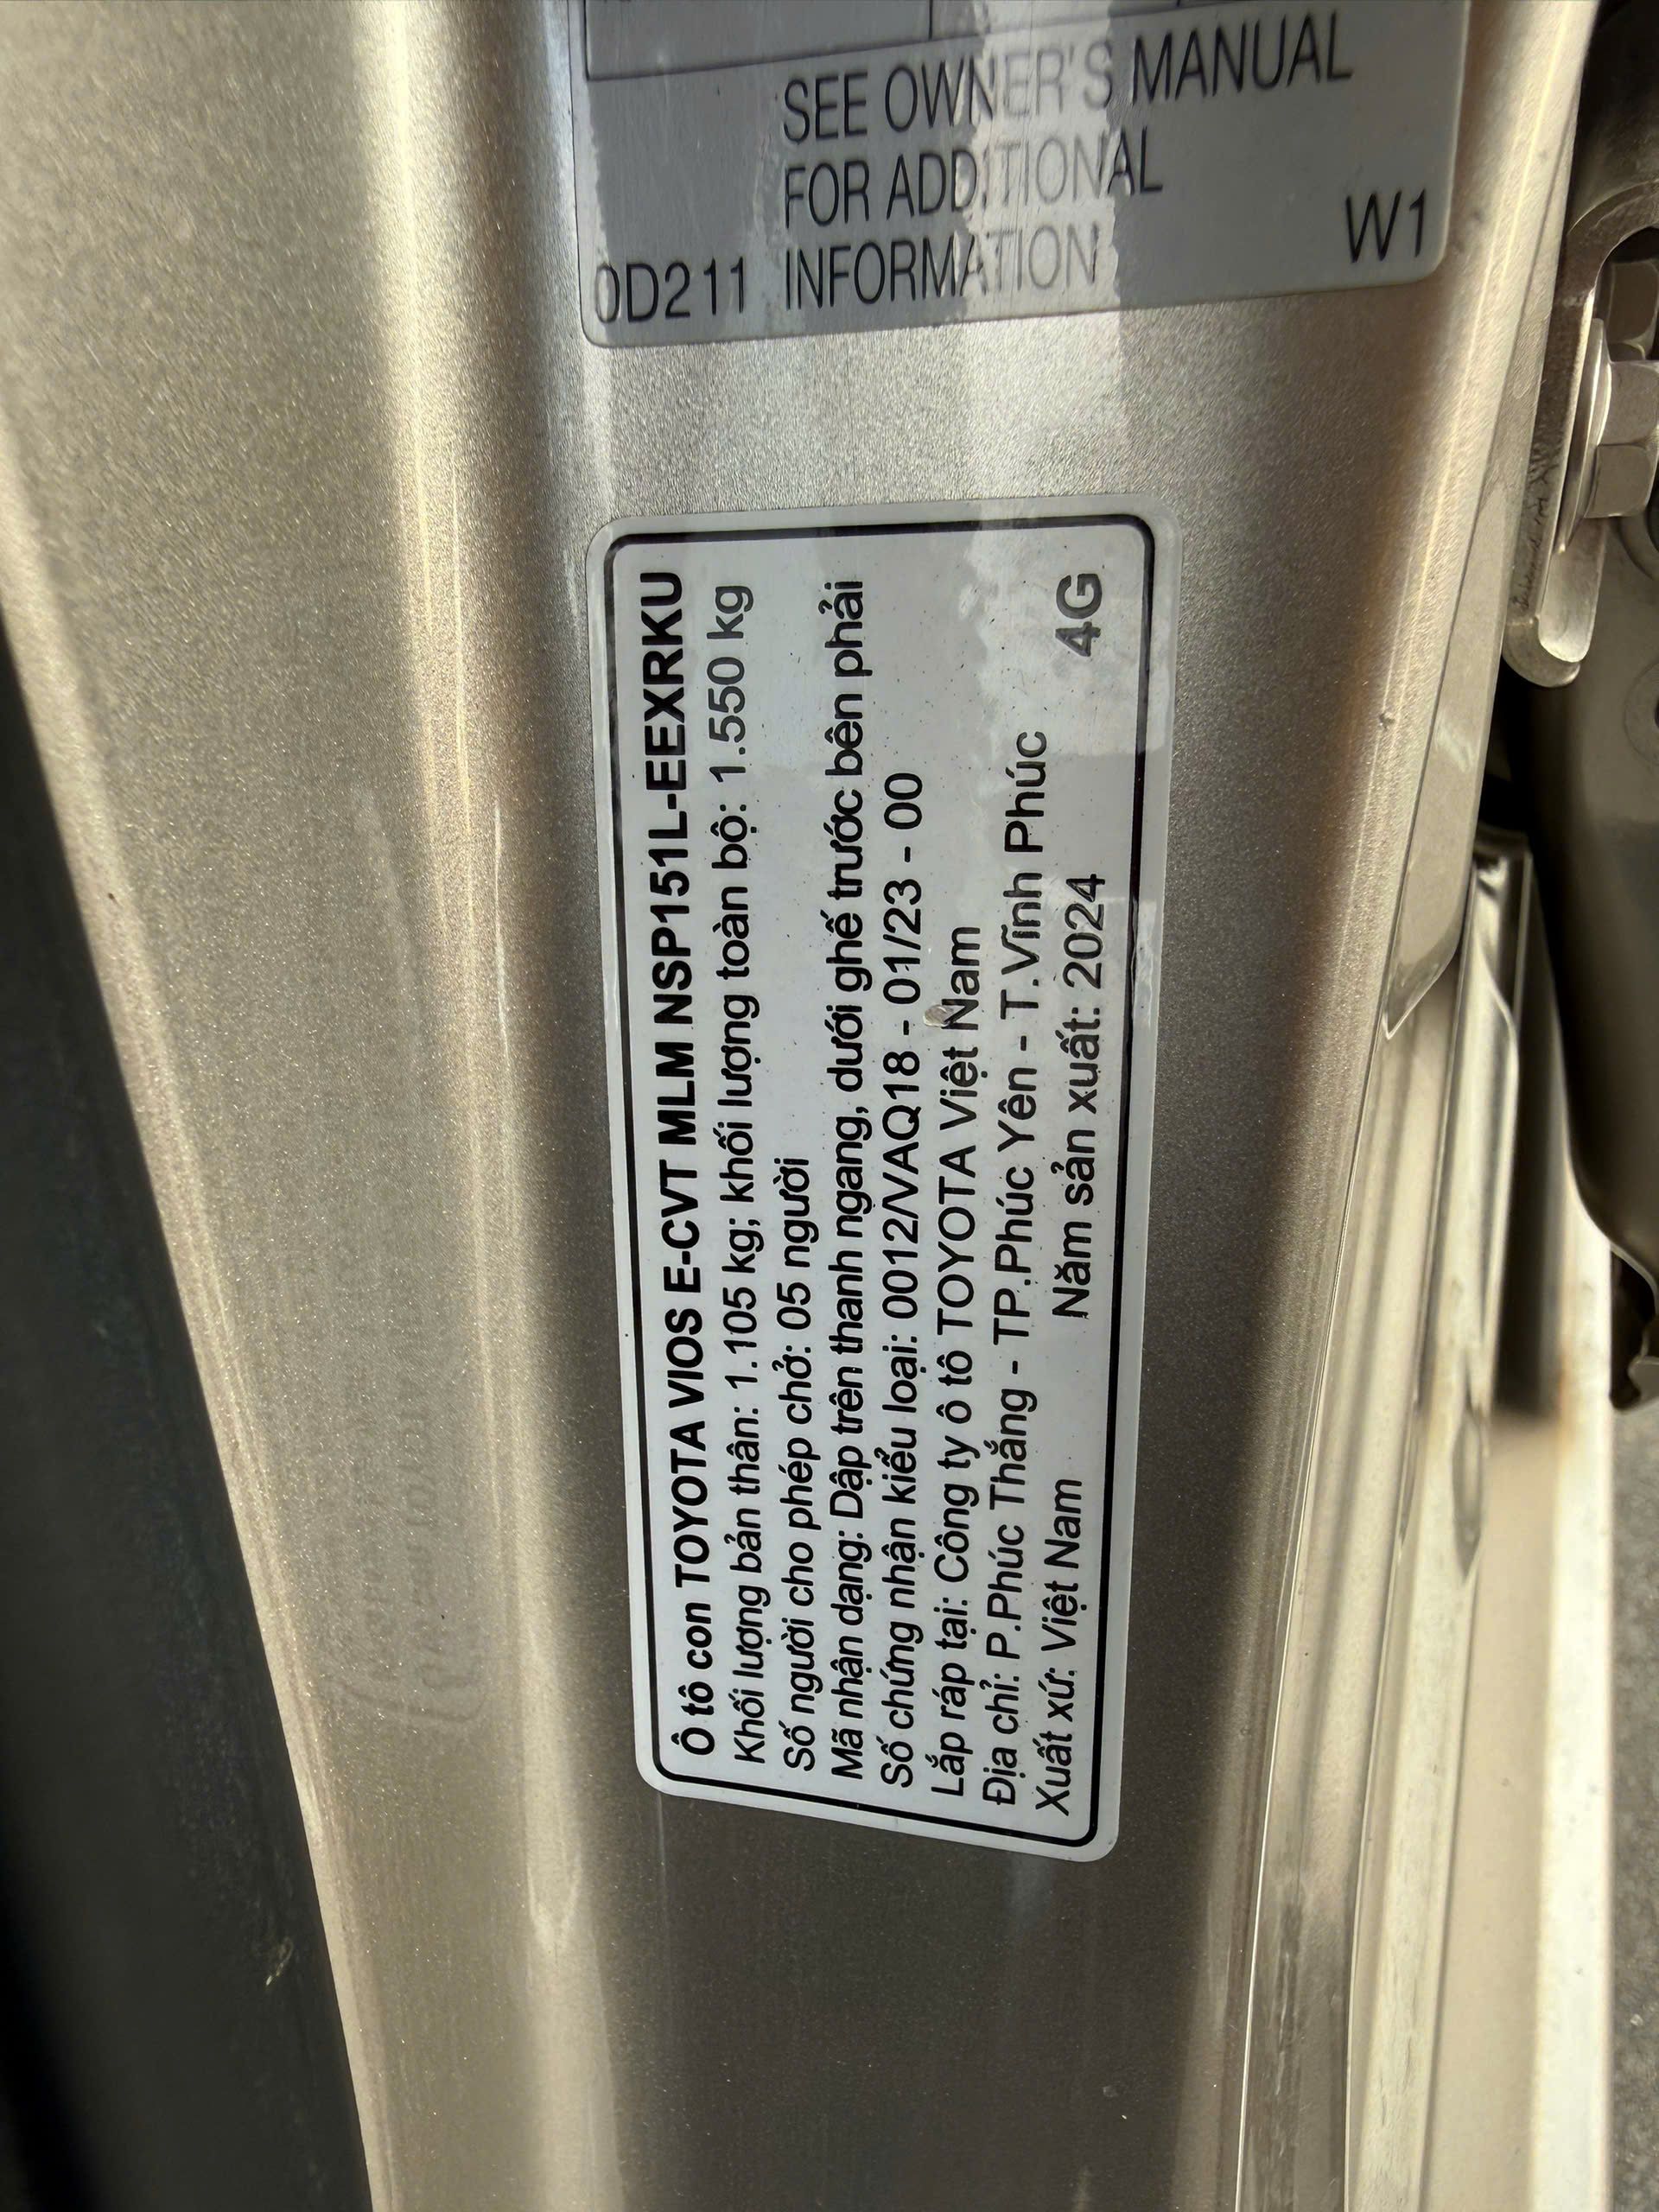 SEE OWNER'S MANUAL
FOR ADDITIONAL
INFORMATION
0D211
W1
Ô tô con TOYOTA VIOS E-CVT MLM NSP151L-EEXRKU
Khối lượng bản thân: 1.105 kg; khối lượng toàn bộ: 1.550 kg
Số người cho phép chở: 05 người
Mã nhận dạng: Dập trên thanh ngang, dưới ghế trước bên phải
Số chứng nhận kiểu loại: 0012/VAQ18 - 01/23 - 00
Lắp ráp tại: Công ty ô tô TOYOTA Việt Nam
Địa chỉ: P.Phúc Thắng - TP.Phúc Yên - T.Vĩnh Phúc
Xuất xứ: Việt Nam Năm sản xuất: 2024 4G